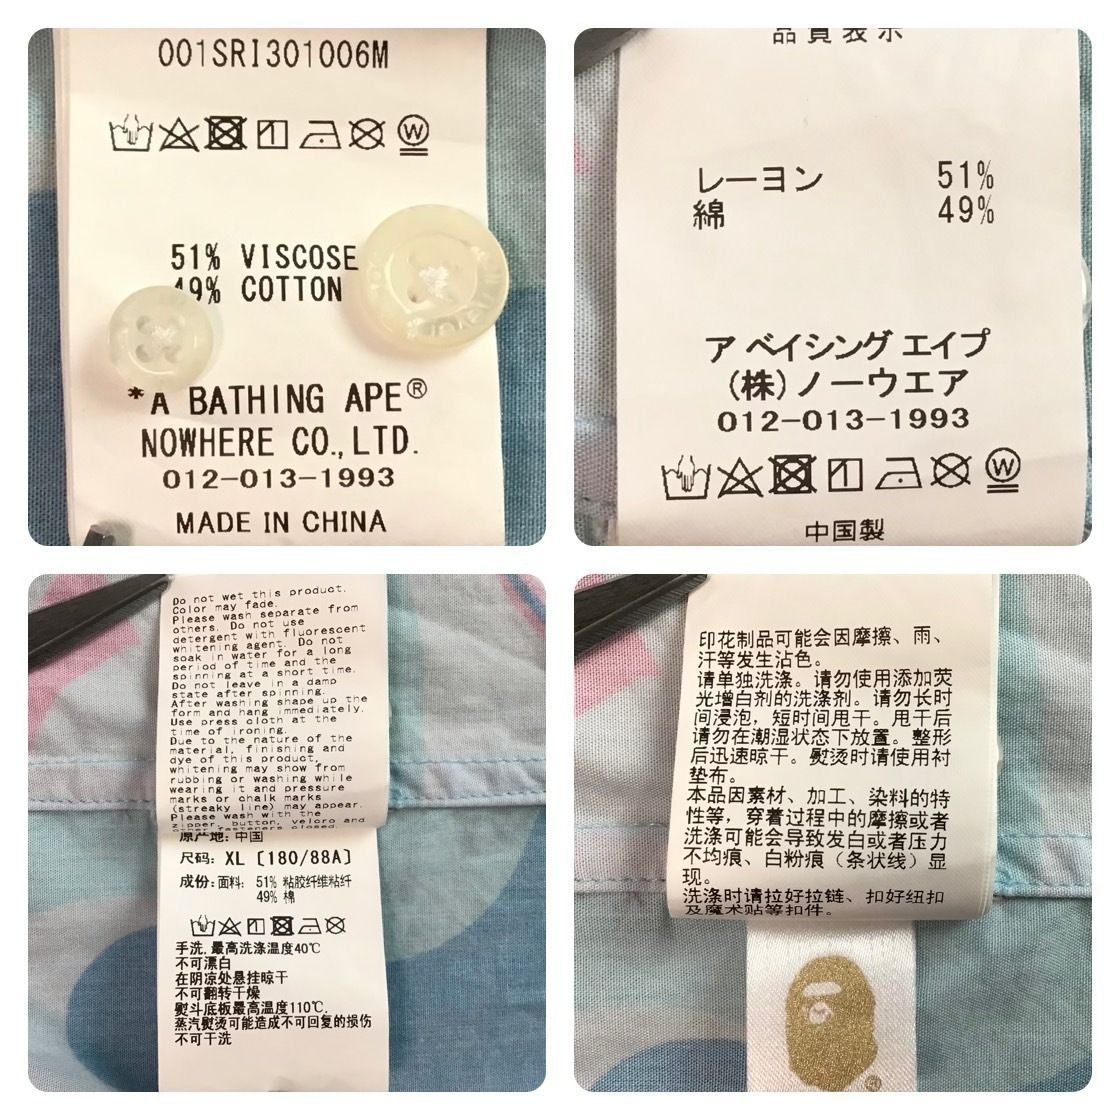 001SRI301006M
W
51% VISCOSE
49% COTTON
*A BATHING APE®
NOWHERE CO.,LTD.
012-013-1993
MADE IN CHINA
品質表示
レーヨン 51%
綿 49%
ア ベイシング エイプ
(株)ノーウエア
012-013-1993
W
中国製
Do not wet this product.
Color may fade.
Please wash separate from
others. Do not use
detergent with fluorescent
whitening agent. Do not
soak in water for a long
period of time and the
spinning at a short time.
Do not leave in a damp
state after spinning.
After washing shape up the
form and hang immediately.
Use press cloth at the
time of ironing.
Due to the nature of the
material, finishing and
dye of this product,
whitening may show from
rubbing or washing while
wearing it and pressure
marks or chalk marks
(streaky line) may appear.
Please wash with the
zipper, button, velcro and
other fasteners closed.
原产地: 中国
尺码: XL [180/88A]
成份: 面料: 51% 粘胶纤维粘纤
49% 棉
手洗,最高洗涤温度40℃
不可漂白
在阴凉处悬挂晾干
不可翻转干燥
熨斗底板最高温度110℃,
蒸汽熨烫可能造成不可回复的损伤
不可干洗
印花制品可能会因摩擦、雨、
汗等发生沾色。
请单独洗涤。请勿使用添加荧
光增白剂的洗涤剂。请勿长时
间浸泡,短时间甩干。甩干后
请勿在潮湿状态下放置。整形
后迅速晾干。熨烫时请使用衬
垫布。
本品因素材、加工、染料的特
性等,穿着过程中的摩擦或者
洗涤可能会导致发白或者压力
不均痕、白粉痕(条状线)显
现。
洗涤时请拉好拉链、扣好纽扣
及魔术贴等扣件。
®